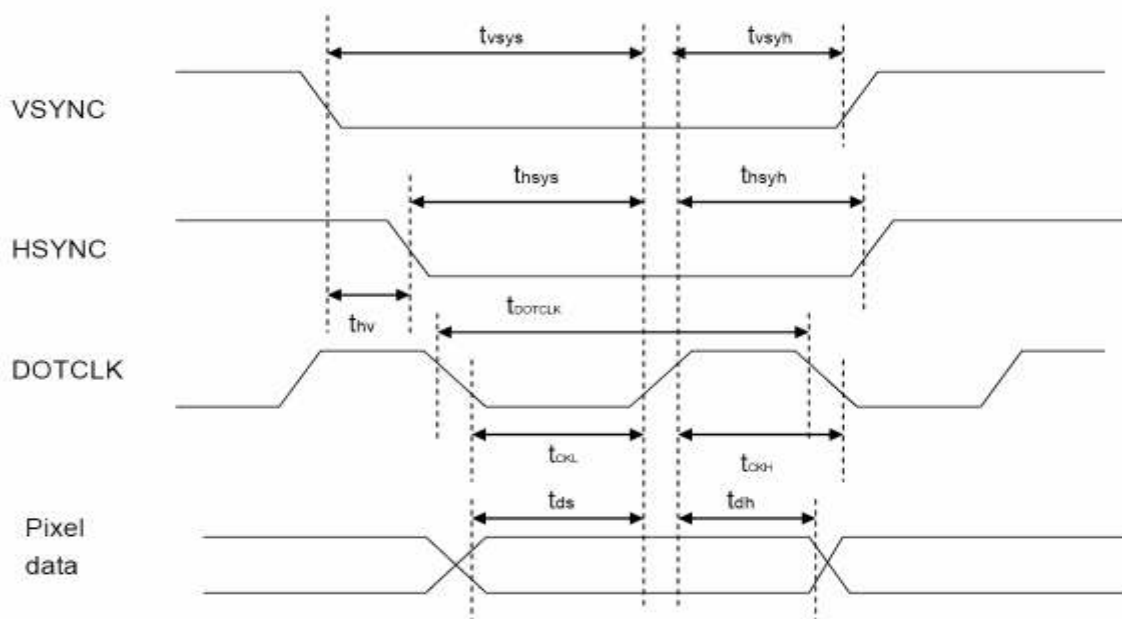 tvsys
tvsyh
VSYNC
thsys
thsyh
HSYNC
thv
tDOTCLK
DOTCLK
tCKL
tCKH
tds
tdh
Pixel
data